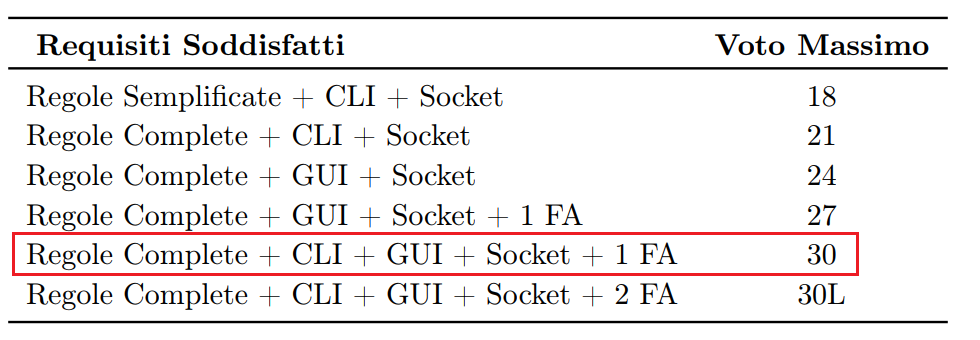 Requisiti Soddisfatti Voto Massimo
Regole Semplificate + CLI + Socket 18
Regole Complete + CLI + Socket 21
Regole Complete + GUI + Socket 24
Regole Complete + GUI + Socket + 1 FA 27
Regole Complete + CLI + GUI + Socket + 1 FA 30
Regole Complete + CLI + GUI + Socket + 2 FA 30L